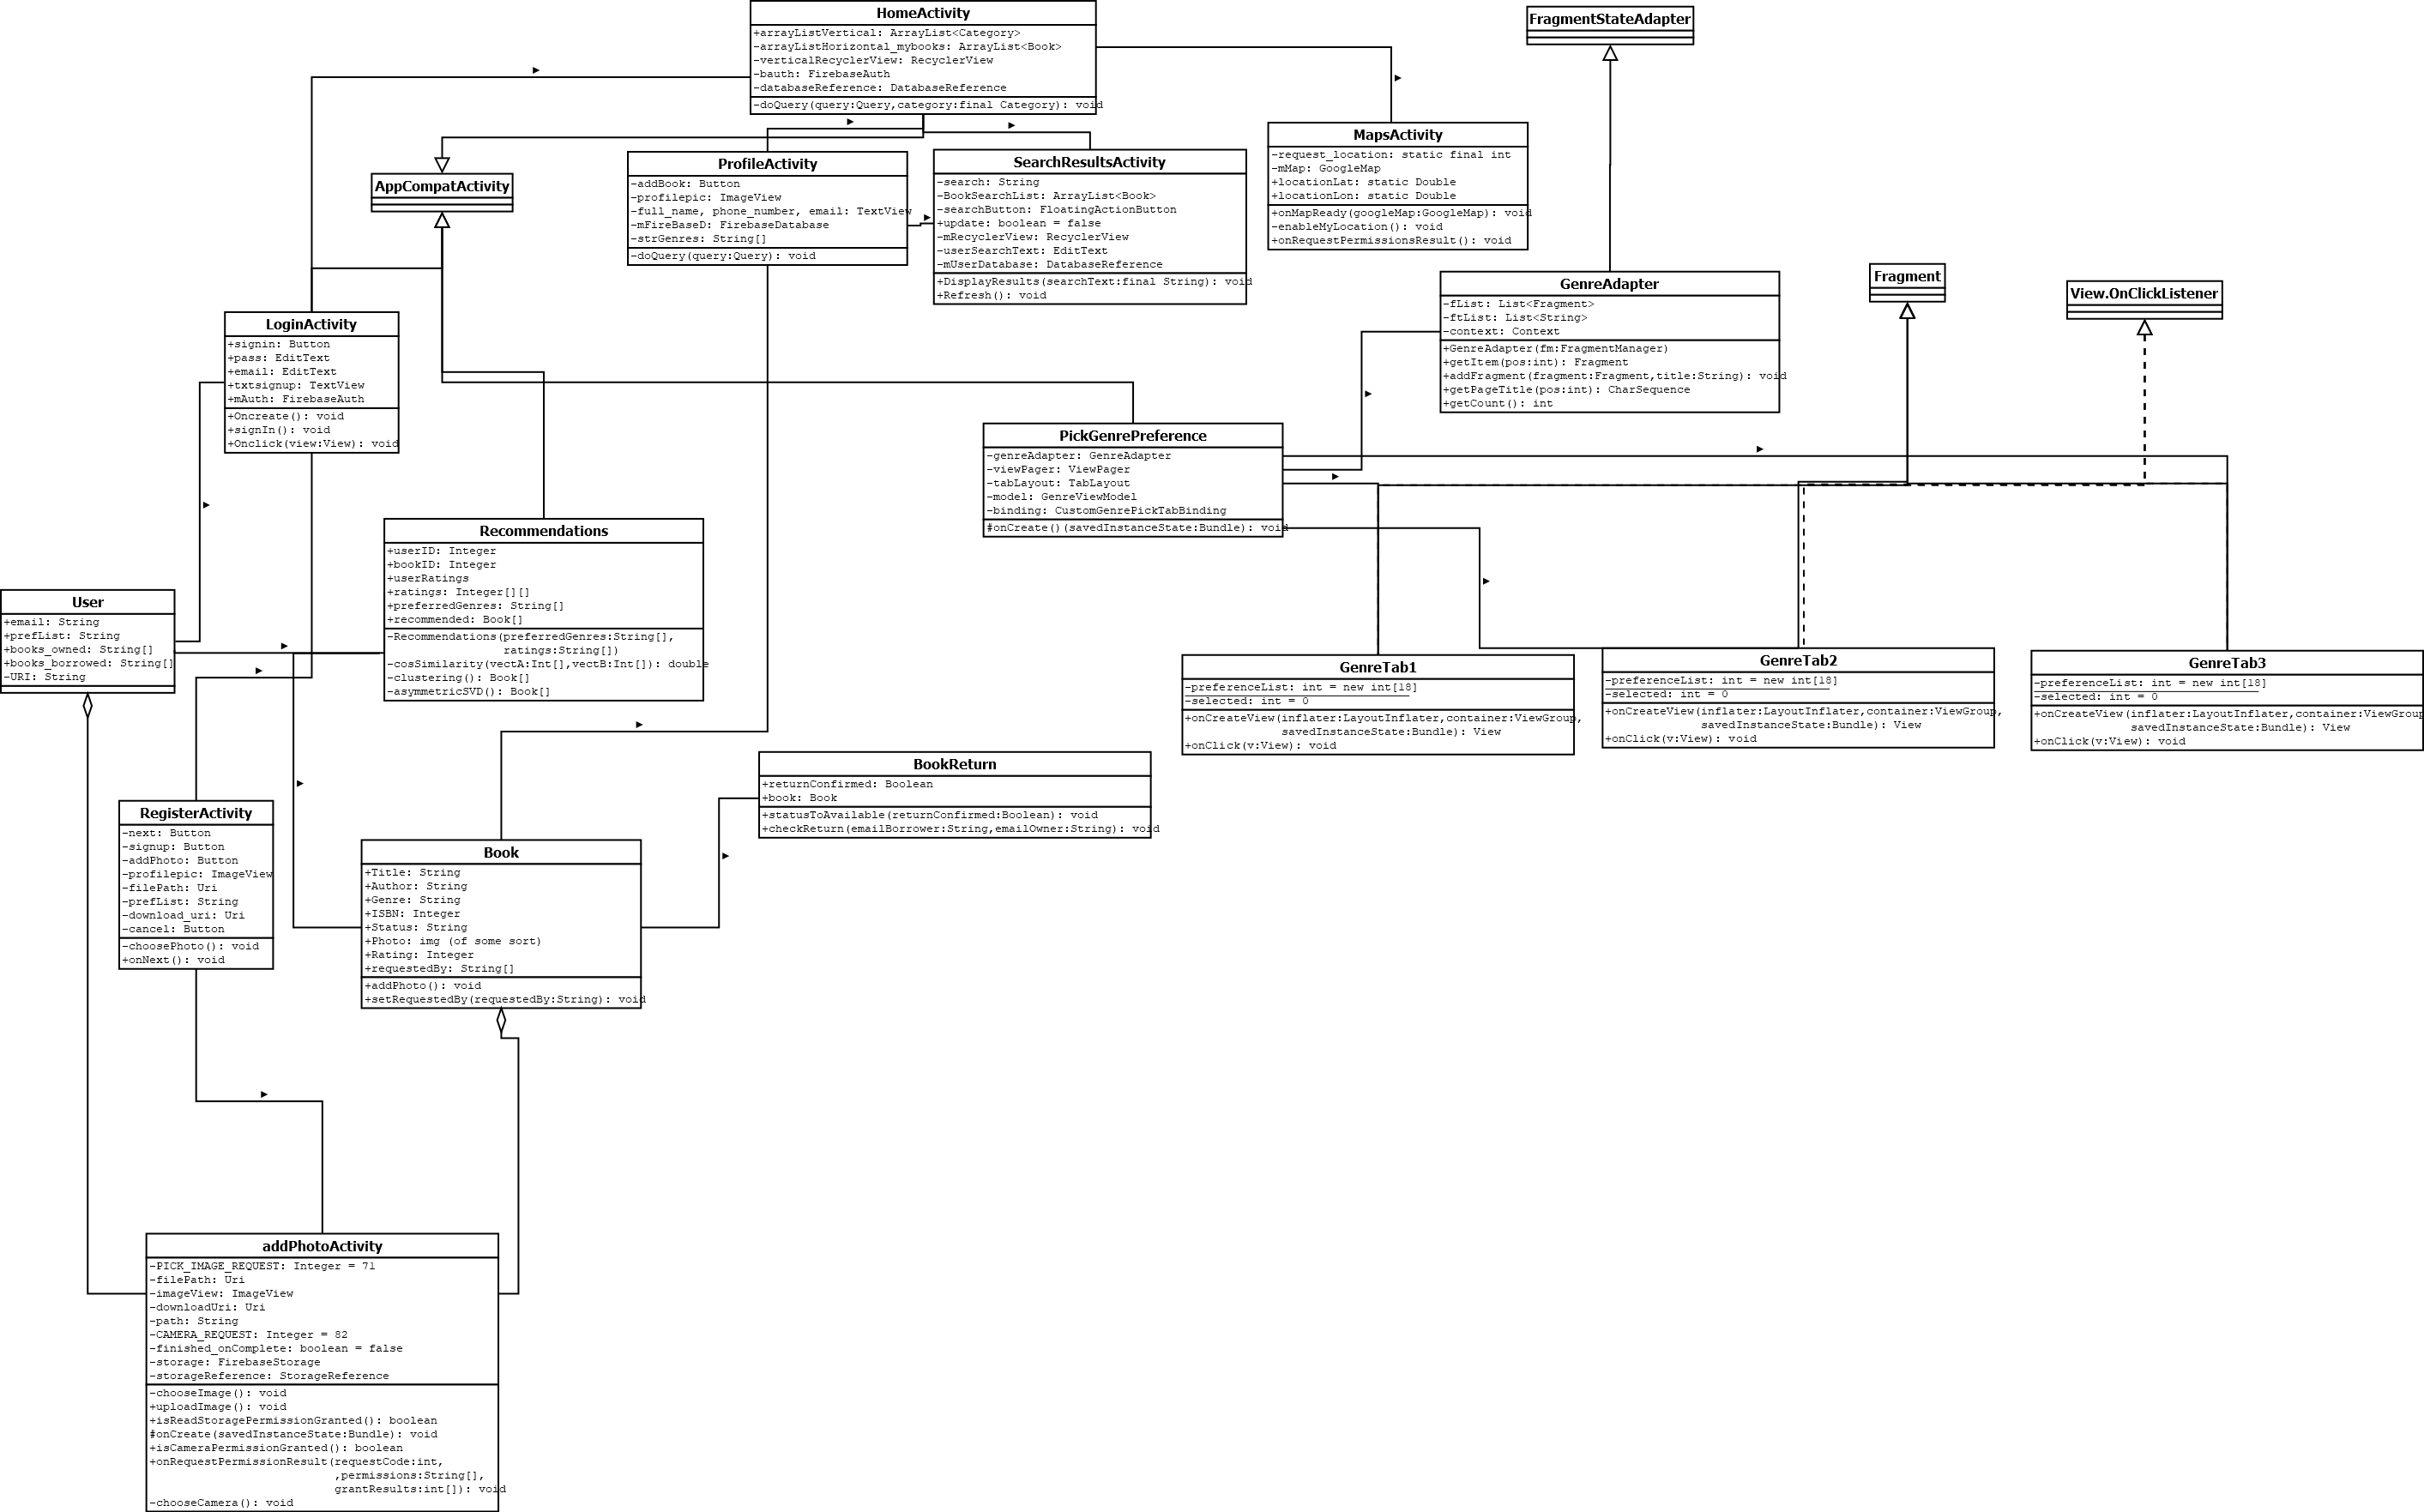 HomeActivity
+arrayListVertical: ArrayList<Category>
-arrayListHorizontal_mybooks: ArrayList<Book>
-verticalRecyclerView: RecyclerView
-bauth: FirebaseAuth
-databaseReference: DatabaseReference
-doQuery(query:Query,category:final Category): void
FragmentStateAdapter
MapsActivity
-request_location: static final int
-mMap: GoogleMap
+locationLat: static Double
+locationLon: static Double
+onMapReady(googleMap:GoogleMap): void
-enableMyLocation(): void
+onRequestPermissionsResult(): void
AppCompatActivity
ProfileActivity
-addBook: Button
-profilepic: ImageView
-full_name, phone_number, email: TextView
-mFireBaseD: FirebaseDatabase
-strGenres: String[]
-doQuery(query:Query): void
SearchResultsActivity
-search: String
-BookSearchList: ArrayList<Book>
-searchButton: FloatingActionButton
+update: boolean = false
-mRecyclerView: RecyclerView
-userSearchText: EditText
-mUserDatabase: DatabaseReference
+DisplayResults(searchText:final String): void
+Refresh(): void
GenreAdapter
-fList: List<Fragment>
-ftList: List<String>
-context: Context
+GenreAdapter(fm:FragmentManager)
+getItem(pos:int): Fragment
+addFragment(fragment:Fragment,title:String): void
+getPageTitle(pos:int): CharSequence
+getCount(): int
Fragment
View.OnClickListener
LoginActivity
+signin: Button
+pass: EditText
+email: EditText
+txtsignup: TextView
+mAuth: FirebaseAuth
+Oncreate(): void
+signIn(): void
+Onclick(view:View): void
PickGenrePreference
-genreAdapter: GenreAdapter
-viewPager: ViewPager
-tabLayout: TabLayout
-model: GenreViewModel
-binding: CustomGenrePickTabBinding
#onCreate()(savedInstanceState:Bundle): void
Recommendations
+userID: Integer
+bookID: Integer
+userRatings
+ratings: Integer[][]
+preferredGenres: String[]
+recommended: Book[]
-Recommendations(preferredGenres:String[],
ratings:String[])
-cosSimilarity(vectA:Int[],vectB:Int[]): double
-clustering(): Book[]
-asymmetricSVD(): Book[]
User
+email: String
+prefList: String
+books_owned: String[]
+books_borrowed: String[]
-URI: String
GenreTab1
-preferenceList: int = new int[18]
-selected: int = 0
+onCreateView(inflater:LayoutInflater,container:ViewGroup,
savedInstanceState:Bundle): View
+onClick(v:View): void
GenreTab2
-preferenceList: int = new int[18]
-selected: int = 0
+onCreateView(inflater:LayoutInflater,container:ViewGroup,
savedInstanceState:Bundle): View
+onClick(v:View): void
GenreTab3
-preferenceList: int = new int[18]
-selected: int = 0
+onCreateView(inflater:LayoutInflater,container:ViewGroup
savedInstanceState:Bundle): View
+onClick(v:View): void
BookReturn
+returnConfirmed: Boolean
+book: Book
+statusToAvailable(returnConfirmed:Boolean): void
+checkReturn(emailBorrower:String,emailOwner:String): void
RegisterActivity
-next: Button
-signup: Button
-addPhoto: Button
-profilepic: ImageView
-filePath: Uri
-prefList: String
-download_uri: Uri
-cancel: Button
-choosePhoto(): void
+onNext(): void
Book
+Title: String
+Author: String
+Genre: String
+ISBN: Integer
+Status: String
+Photo: img (of some sort)
+Rating: Integer
+requestedBy: String[]
+addPhoto(): void
+setRequestedBy(requestedBy:String): void
addPhotoActivity
-PICK_IMAGE_REQUEST: Integer = 71
-filePath: Uri
-imageView: ImageView
-downloadUri: Uri
-path: String
-CAMERA_REQUEST: Integer = 82
-finished_onComplete: boolean = false
-storage: FirebaseStorage
-storageReference: StorageReference
-chooseImage(): void
+uploadImage(): void
+isReadStoragePermissionGranted(): boolean
#onCreate(savedInstanceState:Bundle): void
+isCameraPermissionGranted(): boolean
+onRequestPermissionResult(requestCode:int,
,permissions:String[],
grantResults:int[]): void
-chooseCamera(): void